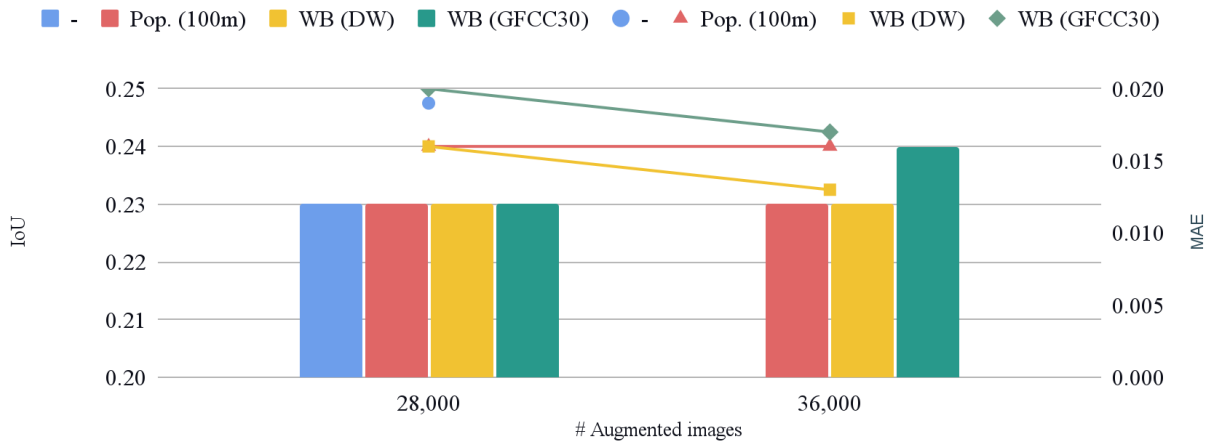 - Pop. (100m) WB (DW) WB (GFCC30) - Pop. (100m) WB (DW) WB (GFCC30)
0.25 0.020
0.24 0.015
0.23
0.22 0.010
0.21 0.005
0.20 0.000
IoU
MAE
28,000 36,000
# Augmented images